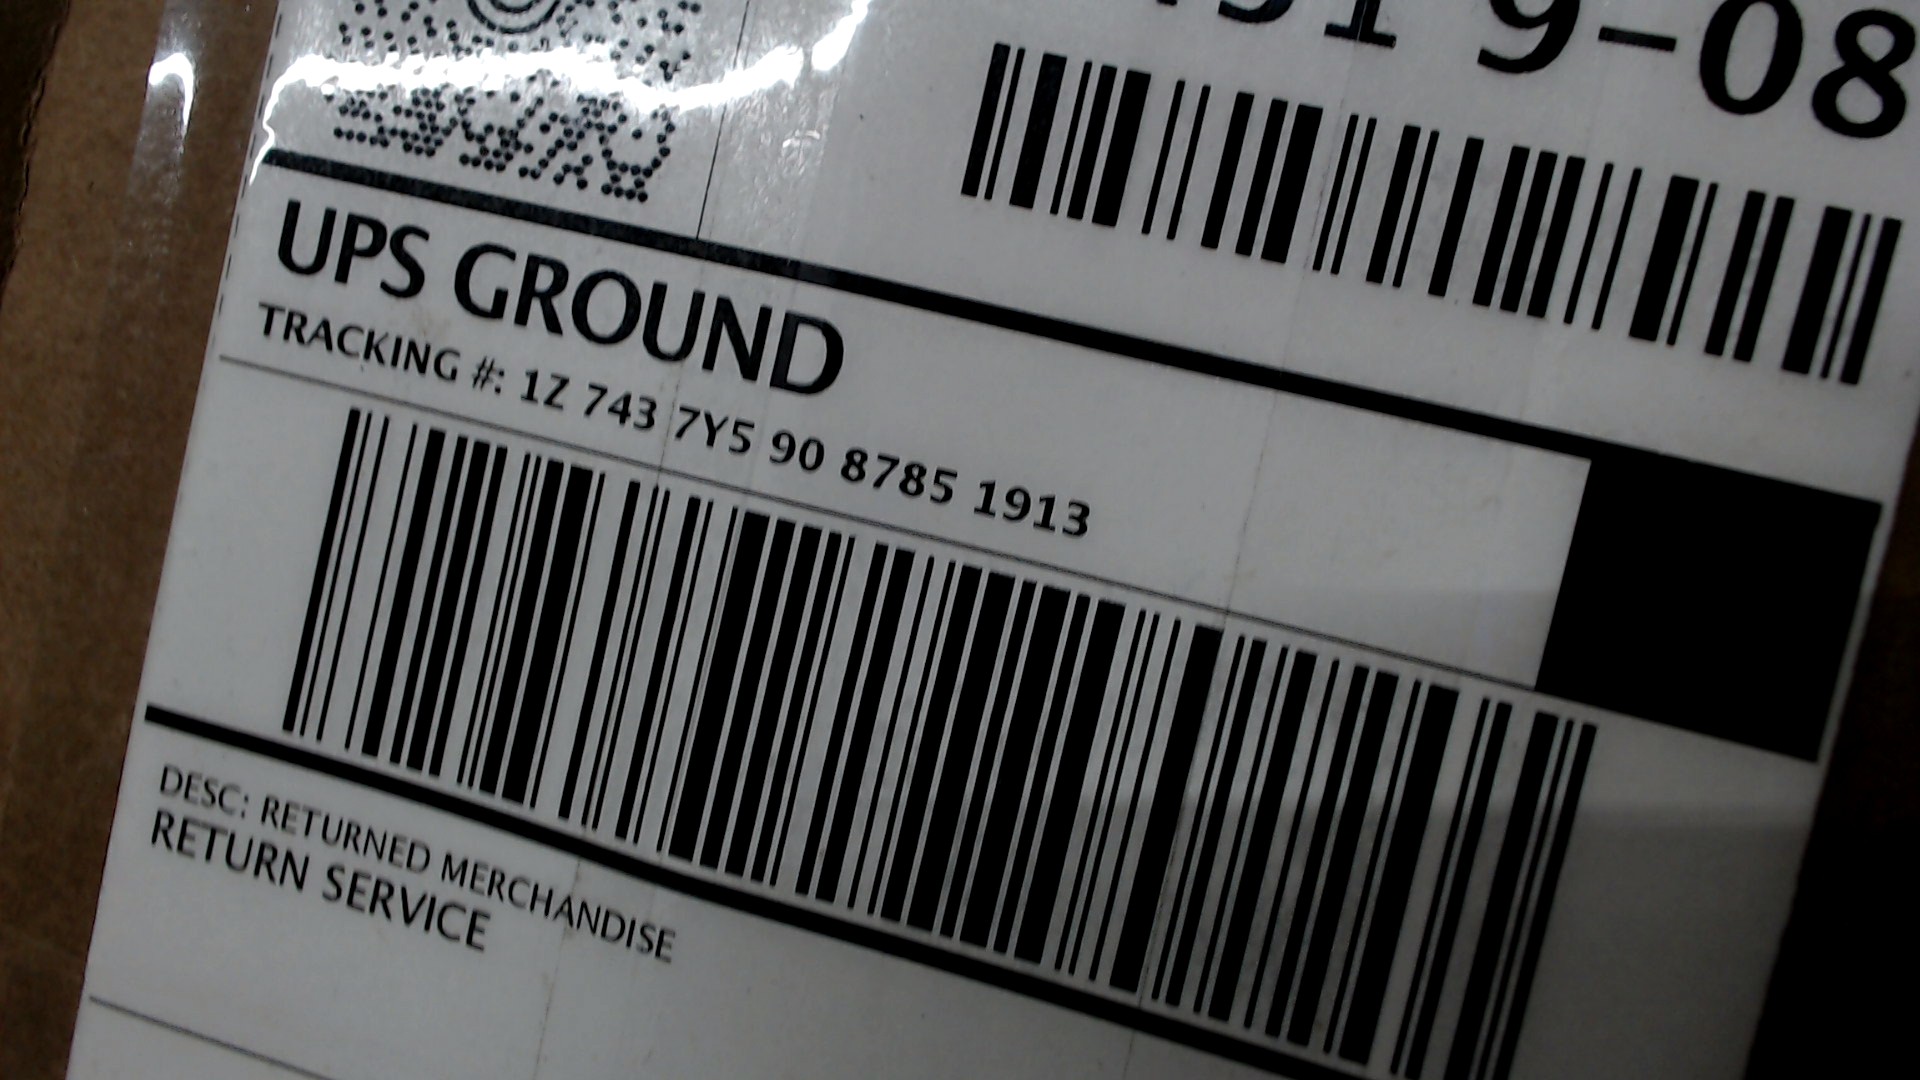 9-08
UPS GROUND
TRACKING #: 1Z 743 7Y5 90 8785 1913
DESC: RETURNED MERCHANDISE
RETURN SERVICE